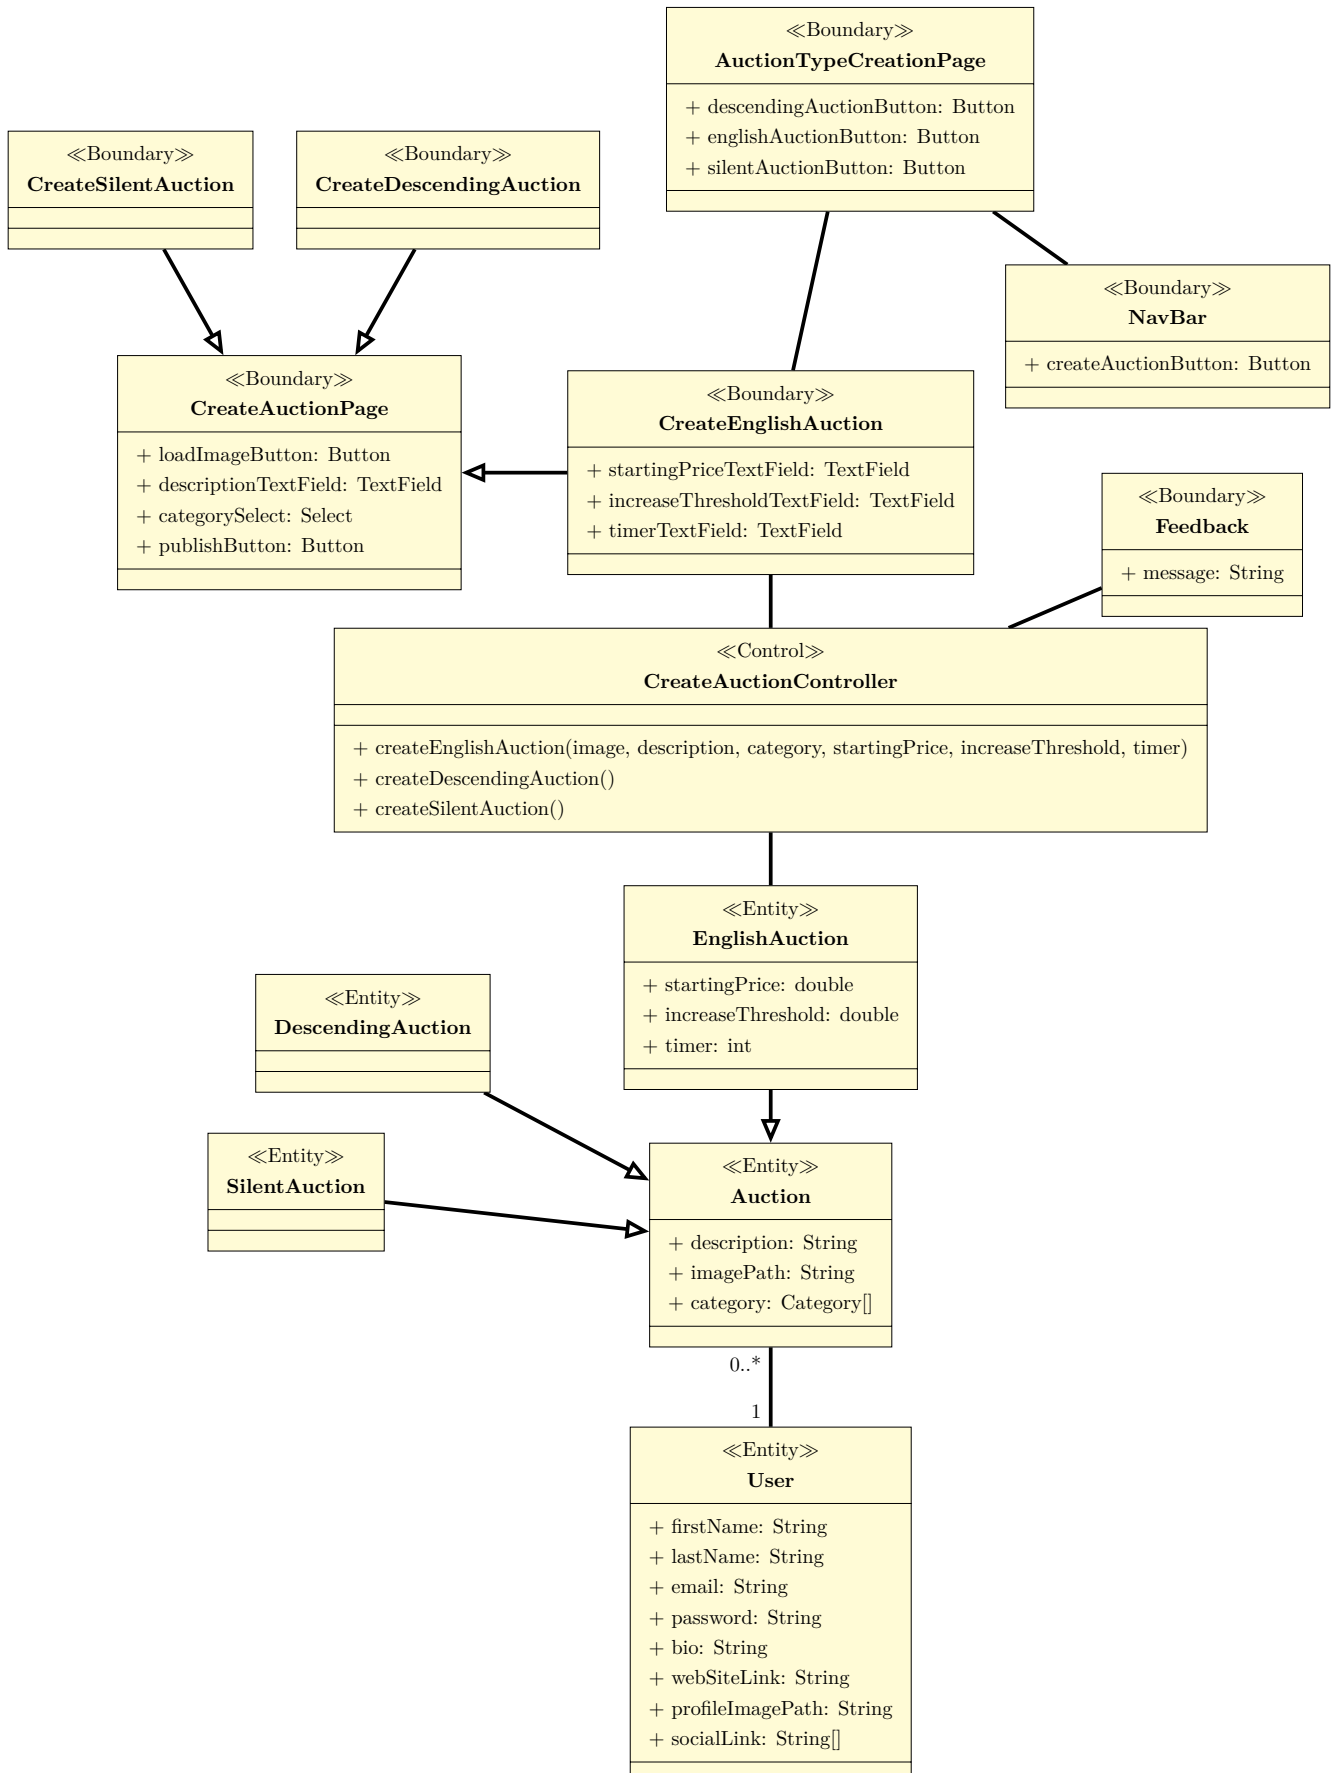 ≪Boundary≫
AuctionTypeCreationPage
+ descendingAuctionButton: Button
+ englishAuctionButton: Button
+ silentAuctionButton: Button
≪Boundary≫
CreateSilentAuction
≪Boundary≫
CreateDescendingAuction
≪Boundary≫
NavBar
+ createAuctionButton: Button
≪Boundary≫
CreateAuctionPage
+ loadImageButton: Button
+ descriptionTextField: TextField
+ categorySelect: Select
+ publishButton: Button
≪Boundary≫
CreateEnglishAuction
+ startingPriceTextField: TextField
+ increaseThresholdTextField: TextField
+ timerTextField: TextField
≪Boundary≫
Feedback
+ message: String
≪Control≫
CreateAuctionController
+ createEnglishAuction(image, description, category, startingPrice, increaseThreshold, timer)
+ createDescendingAuction()
+ createSilentAuction()
≪Entity≫
EnglishAuction
+ startingPrice: double
+ increaseThreshold: double
+ timer: int
≪Entity≫
DescendingAuction
≪Entity≫
SilentAuction
≪Entity≫
Auction
+ description: String
+ imagePath: String
+ category: Category[]
0..*
1
≪Entity≫
User
+ firstName: String
+ lastName: String
+ email: String
+ password: String
+ bio: String
+ webSiteLink: String
+ profileImagePath: String
+ socialLink: String[]